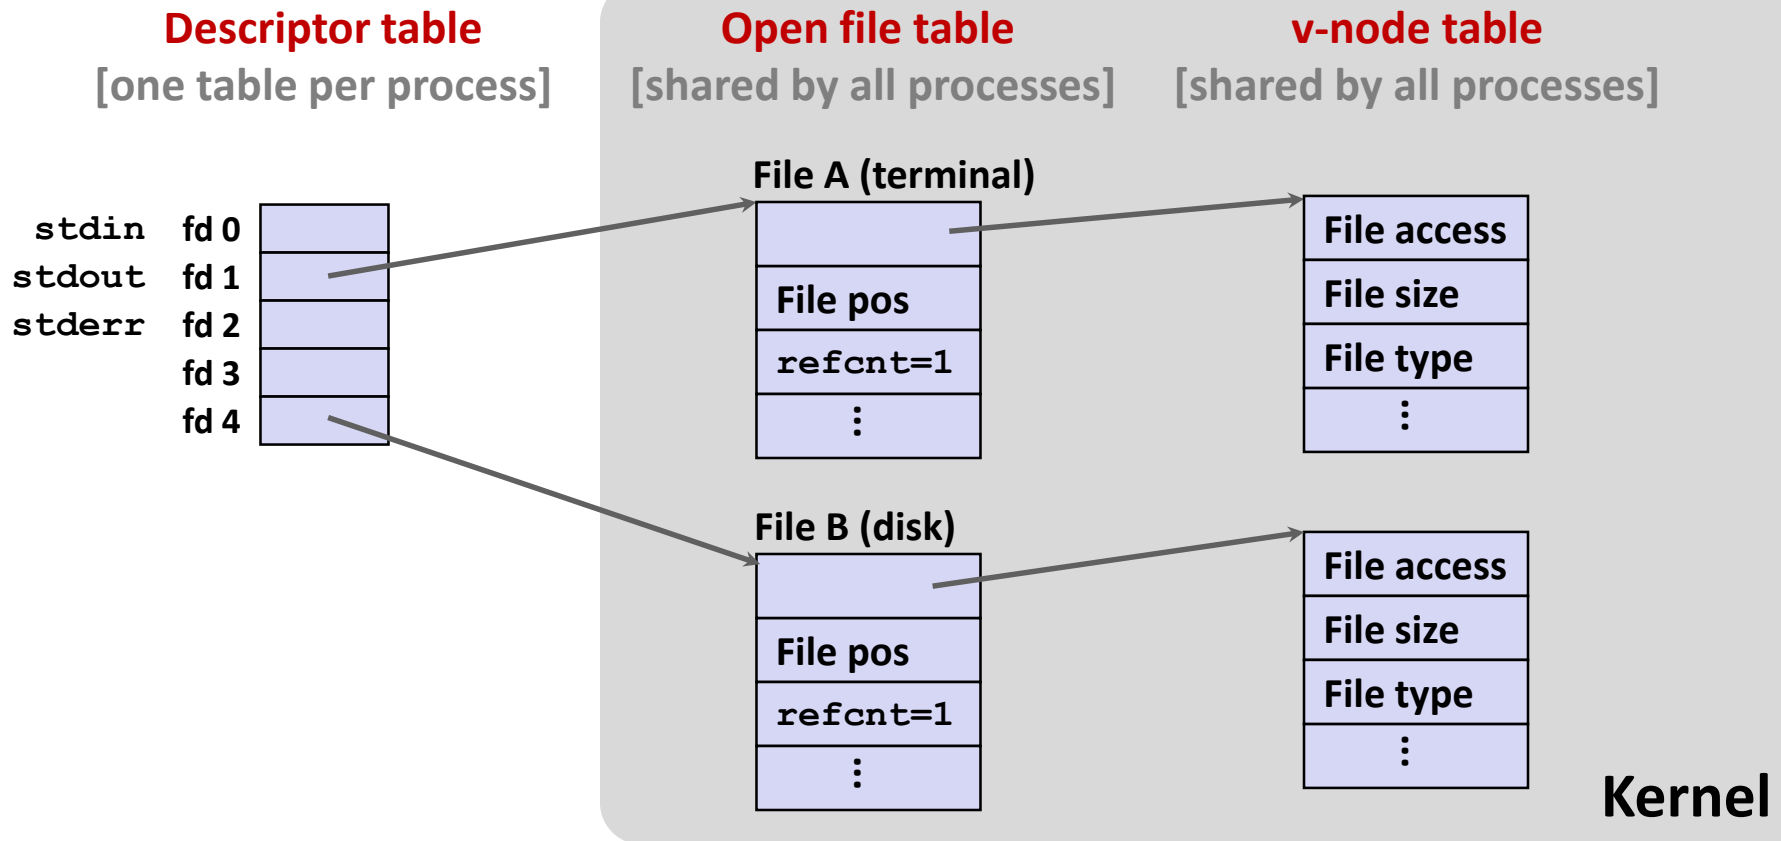 Descriptor table
[one table per process]
Open file table
[shared by all processes]
v-node table
[shared by all processes]
stdin fd 0
stdout fd 1
stderr fd 2
fd 3
fd 4
File A (terminal)
File pos
refcnt=1
⋮
File access
File size
File type
⋮
File B (disk)
File pos
refcnt=1
⋮
File access
File size
File type
⋮
Kernel